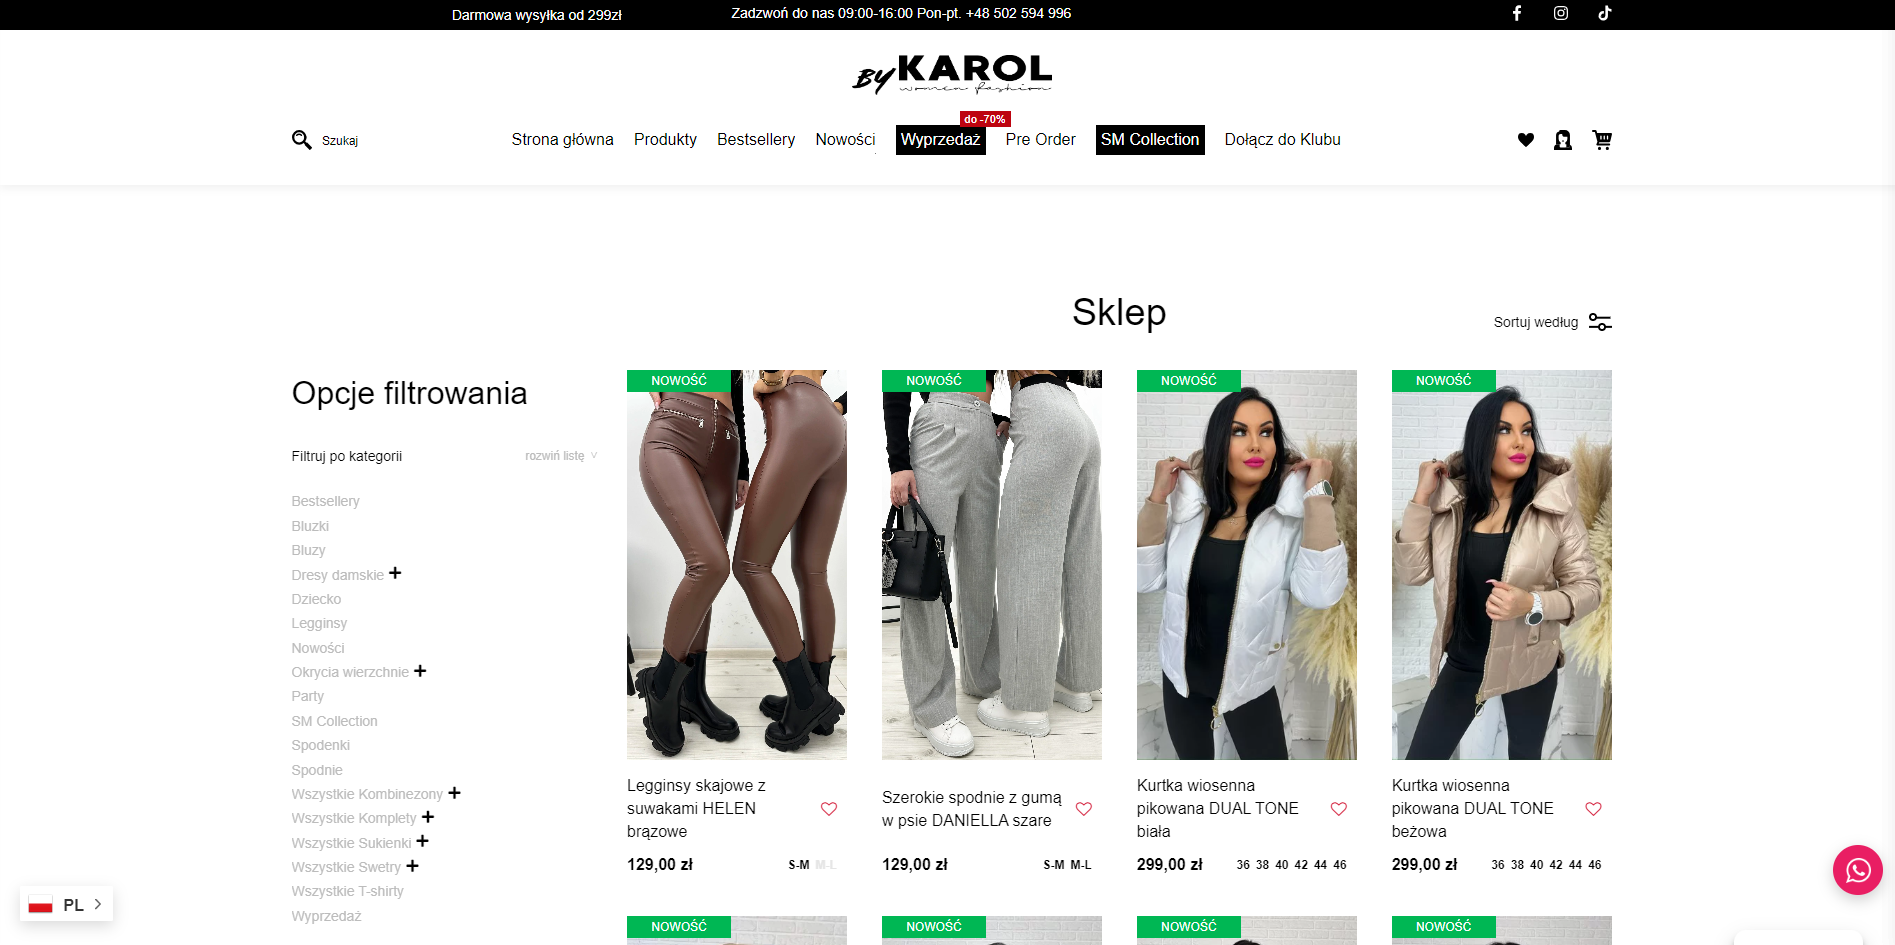 Darmowa wysyłka od 299zł
Zadzwoń do nas 09:00-16:00 Pon-pt. +48 502 594 996
BY KAROL
women fashion
Szukaj
Strona główna
Produkty
Bestsellery
Nowości
do -70%
Wyprzedaż
Pre Order
SM Collection
Dołącz do Klubu
Sklep
Sortuj według
Opcje filtrowania
Filtruj po kategorii
rozwiń listę
Bestsellery
Bluzki
Bluzy
Dresy damskie +
Dziecko
Legginsy
Nowości
Okrycia wierzchnie +
Party
SM Collection
Spodenki
Spodnie
Wszystkie Kombinezony +
Wszystkie Komplety +
Wszystkie Sukienki +
Wszystkie Swetry +
Wszystkie T-shirty
Wyprzedaż
NOWOŚĆ
Legginsy skajowe z
suwakami HELEN
brązowe
129,00 zł
S-M M-L
NOWOŚĆ
Szerokie spodnie z gumą
w psie DANIELLA szare
129,00 zł
S-M M-L
NOWOŚĆ
Kurtka wiosenna
pikowana DUAL TONE
biała
299,00 zł
36 38 40 42 44 46
NOWOŚĆ
Kurtka wiosenna
pikowana DUAL TONE
beżowa
299,00 zł
36 38 40 42 44 46
NOWOŚĆ
NOWOŚĆ
NOWOŚĆ
NOWOŚĆ
PL